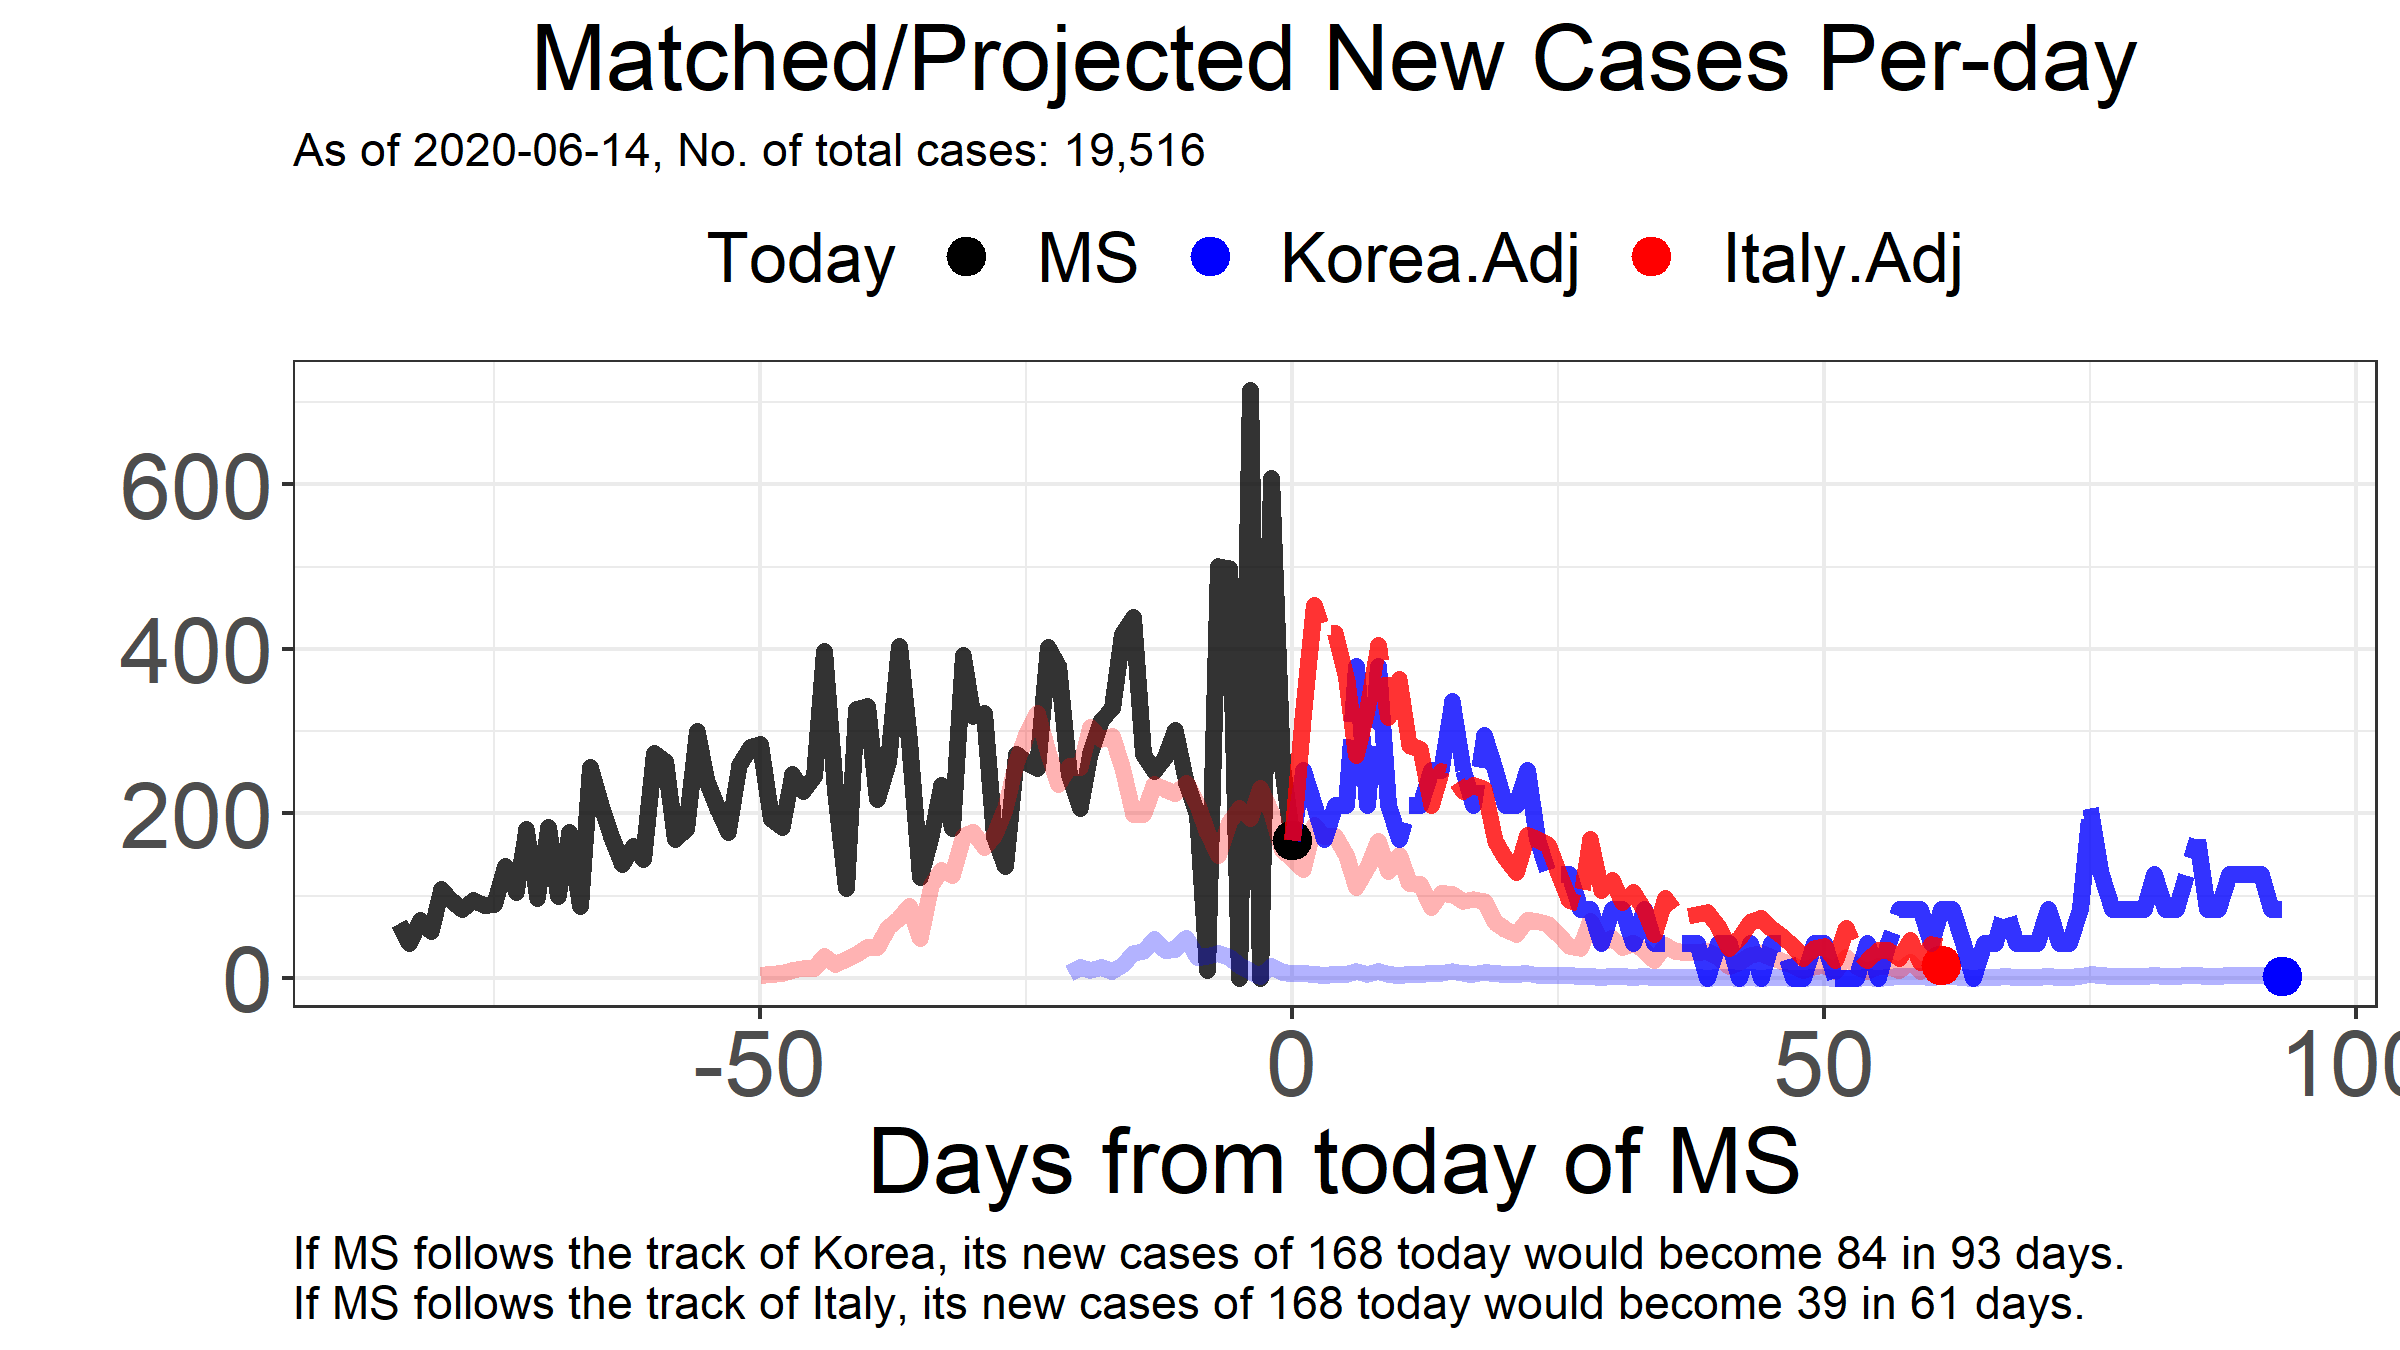 Matched/Projected New Cases Per-day
As of 2020-06-14, No. of total cases: 19,516
Today MS Korea.Adj Italy.Adj
600
400
200
0
-50 0 50 100
Days from today of MS
If MS follows the track of Korea, its new cases of 168 today would become 84 in 93 days.
If MS follows the track of Italy, its new cases of 168 today would become 39 in 61 days.